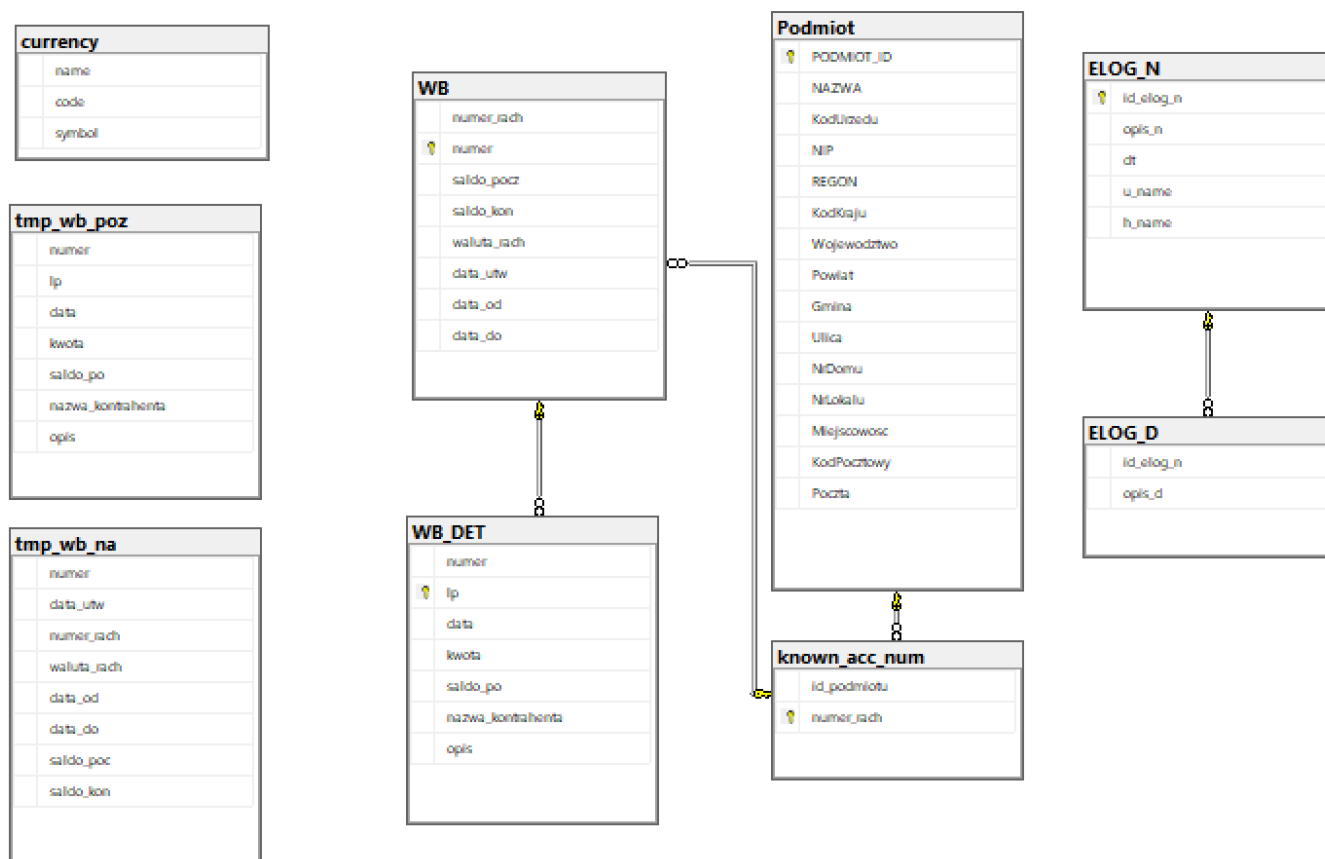 currency
name
code
symbol
tmp_wb_poz
numer
lp
data
kwota
saldo_po
nazwa_kontrahenta
opis
tmp_wb_na
numer
data_utw
numer_rach
waluta_rach
data_od
data_do
saldo_poc
saldo_kon
WB
numer_rach
numer
saldo_pocz
saldo_kon
waluta_rach
data_utw
data_od
data_do
WB_DET
numer
lp
data
kwota
saldo_po
nazwa_kontrahenta
opis
Podmiot
PODMIOT_ID
NAZWA
KodUrzedu
NIP
REGON
KodKraju
Wojewodztwo
Powiat
Gmina
Ulica
NrDomu
NrLokalu
Miejscowosc
KodPocztowy
Poczta
known_acc_num
id_podmiotu
numer_rach
ELOG_N
id_elog_n
opis_n
dt
u_name
h_name
ELOG_D
id_elog_n
opis_d